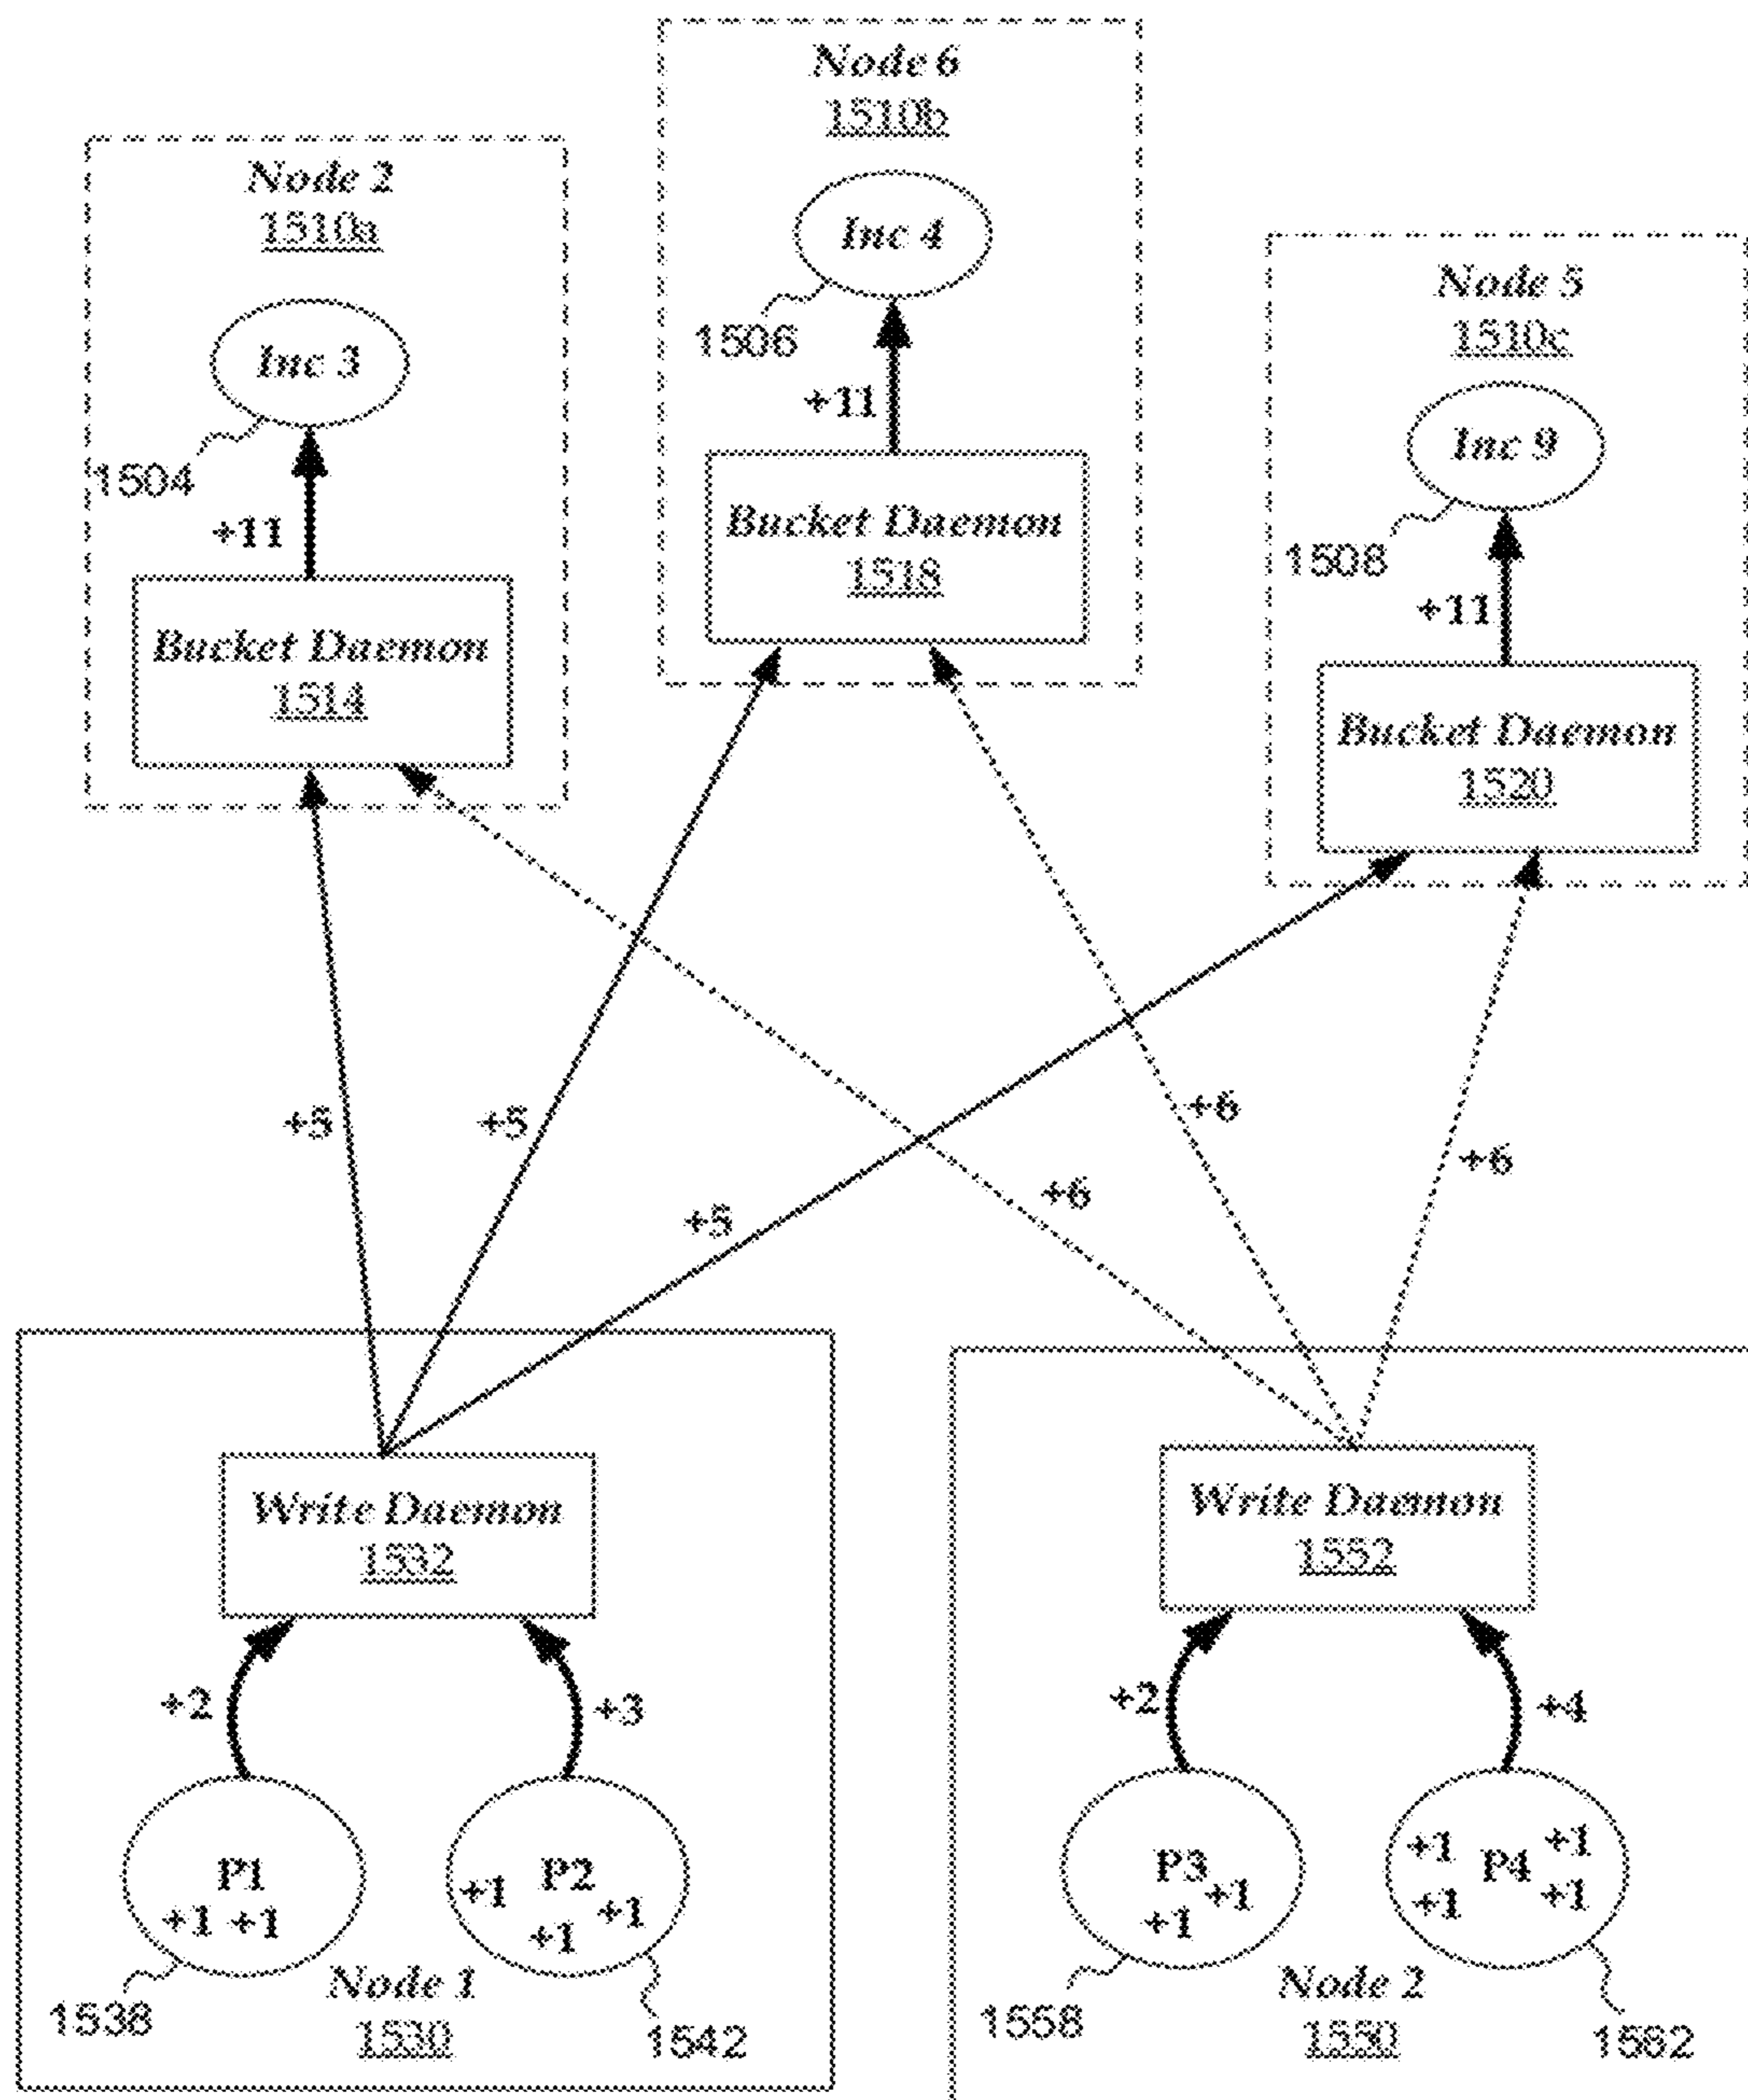 Node 6
1510b
Node 2
1510a
Inc 4
Node 5
1510c
1506
Inc 3
+11
Inc 9
1504
+11
Bucket Daemon
1518
1508
+11
Bucket Daemon
1514
Bucket Daemon
1520
+5
+5
+6
+6
+6
+5
Write Daemon
1532
Write Daemon
1552
+2
+3
+2
+4
P1
+1 +1
P2
+1
+1
+1
P3
+1
+1
P4
+1
+1
+1
+1
Node 1
1530
1538
1542
Node 2
1550
1558
1562